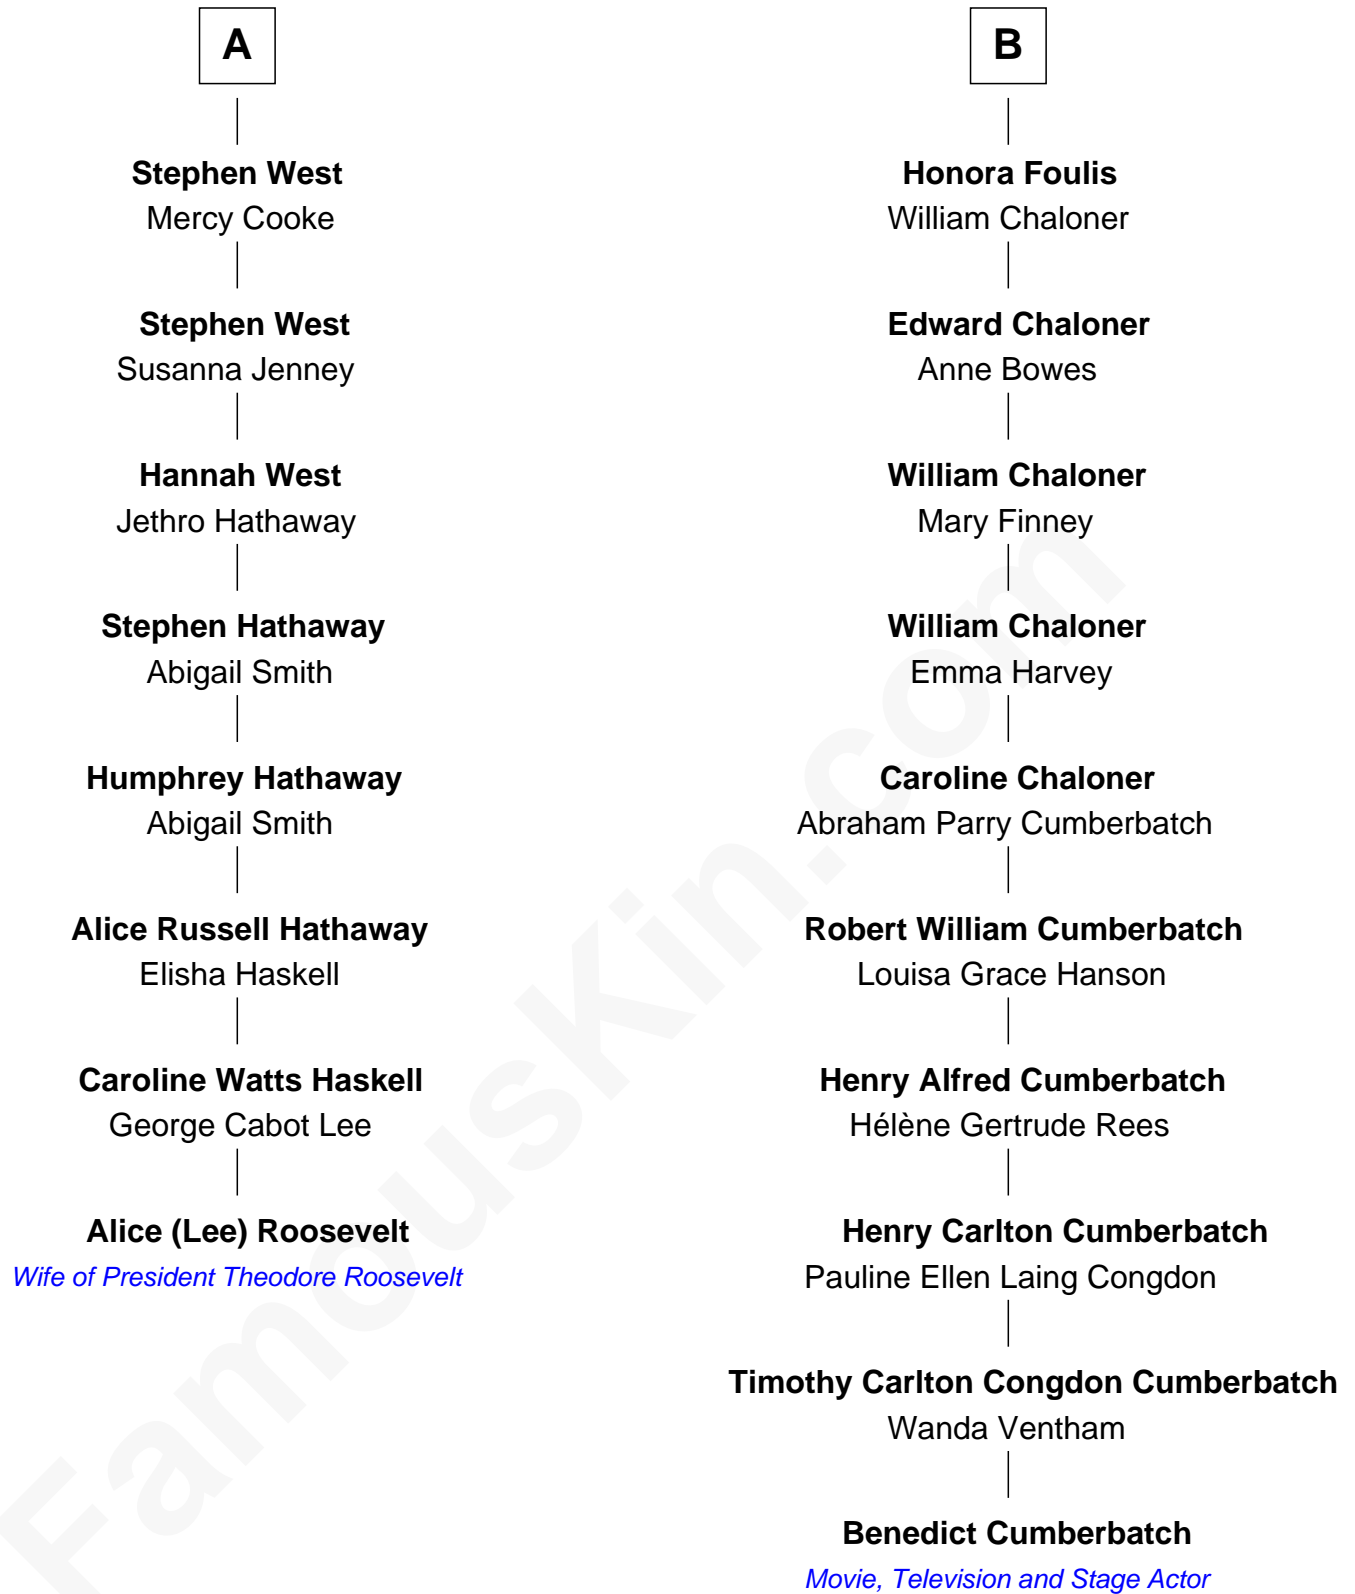 A
Stephen West
Mercy Cooke
Stephen West
Susanna Jenney
Hannah West
Jethro Hathaway
Stephen Hathaway
Abigail Smith
Humphrey Hathaway
Abigail Smith
Alice Russell Hathaway
Elisha Haskell
Caroline Watts Haskell
George Cabot Lee
Alice (Lee) Roosevelt
Wife of President Theodore Roosevelt
B
Honora Foulis
William Chaloner
Edward Chaloner
Anne Bowes
William Chaloner
Mary Finney
William Chaloner
Emma Harvey
Caroline Chaloner
Abraham Parry Cumberbatch
Robert William Cumberbatch
Louisa Grace Hanson
Henry Alfred Cumberbatch
Hélène Gertrude Rees
Henry Carlton Cumberbatch
Pauline Ellen Laing Congdon
Timothy Carlton Congdon Cumberbatch
Wanda Ventham
Benedict Cumberbatch
Movie, Television and Stage Actor
FamousKin.com